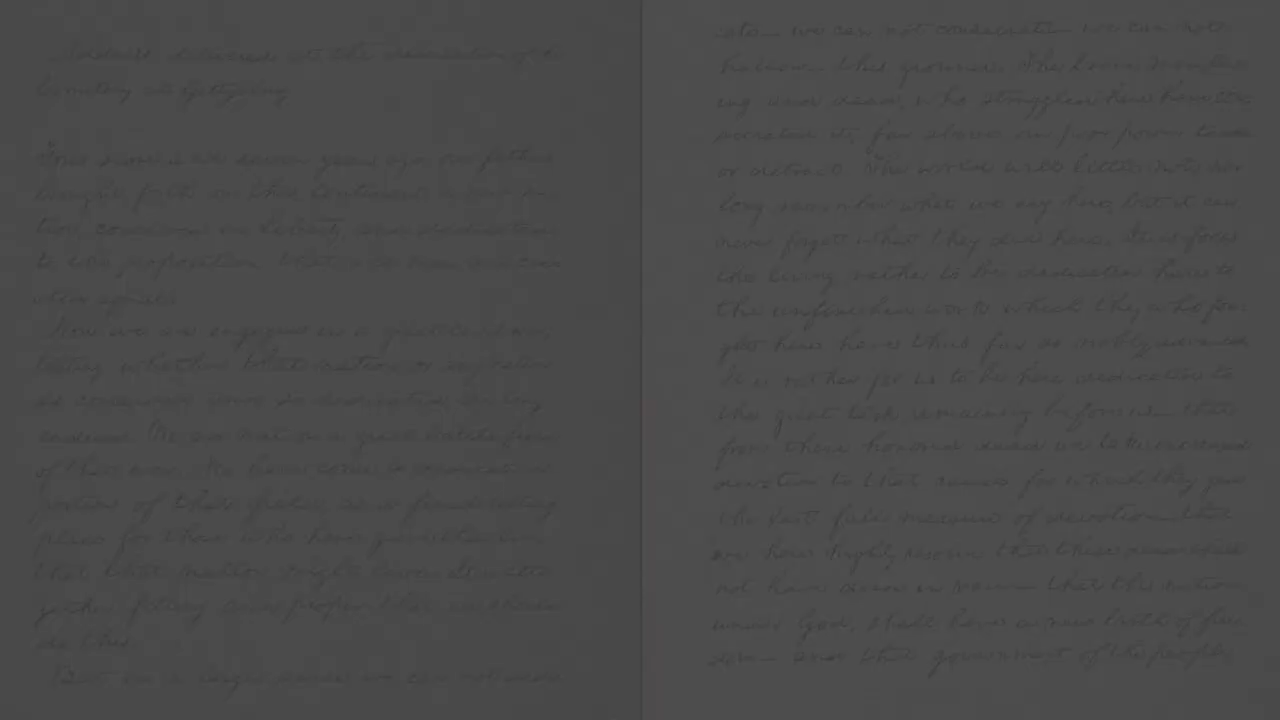 Address delivered at the dedication of the
Cemetery at Gettysburg.
Four score and seven years ago our fathers
brought forth on this continent, a new na-
tion, conceived in Liberty, and dedicated
to the proposition that all men are cre-
ated equal.
Now we are engaged in a great civil war,
testing whether that nation, or any nation
so conceived and so dedicated, can long
endure. We are met on a great battle-field
of that war. We have come to dedicate a
portion of that field, as a final resting
place for those who here gave their lives
that that nation might live. It is alto-
gether fitting and proper that we should
do this.
But, in a larger sense, we can not dedi-
cate — we can not consecrate — we can not
hallow — this ground. The brave men, liv-
ing and dead, who struggled here have con-
secrated it, far above our poor power to add
or detract. The world will little note, nor
long remember what we say here, but it can
never forget what they did here. It is for us
the living, rather, to be dedicated here to
the unfinished work which they who fou-
ght here have thus far so nobly advanced.
It is rather for us to be here dedicated to
the great task remaining before us — that
from these honored dead we take increased
devotion to that cause for which they gave
the last full measure of devotion — that
we here highly resolve that these dead shall
not have died in vain — that this nation,
under God, shall have a new birth of free-
dom — and that government of the people,